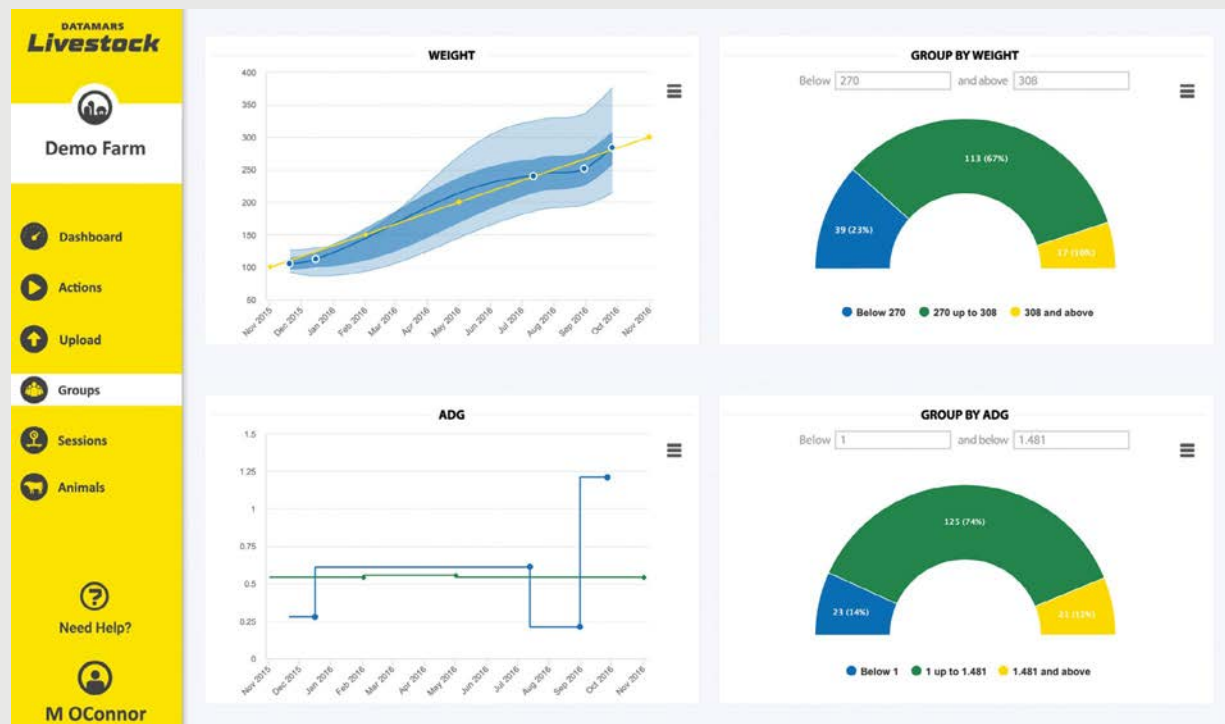 DATAMARS
Livestock
Demo Farm
Dashboard
Actions
Upload
Groups
Sessions
Animals
Need Help?
M OConnor
WEIGHT
400
350
300
250
200
150
100
Nov 2015
Dec 2015
Jan 2016
Feb 2016
Mar 2016
Apr 2016
May 2016
Jun 2016
Jul 2016
Aug 2016
Sep 2016
Oct 2016
Nov 2016
GROUP BY WEIGHT
Below 270 and above 308
113 (67%)
39 (23%)
Below 270 270 up to 308 308 and above
ADG
1.5
1.25
1
0.75
0.5
0.25
0
Nov 2015
Dec 2015
Jan 2016
Feb 2016
Mar 2016
Apr 2016
May 2016
Jun 2016
Jul 2016
Aug 2016
Sep 2016
Oct 2016
Nov 2016
GROUP BY ADG
Below 1 and below 1.481
125 (74%)
23 (14%)
Below 1 1 up to 1.481 1.481 and above